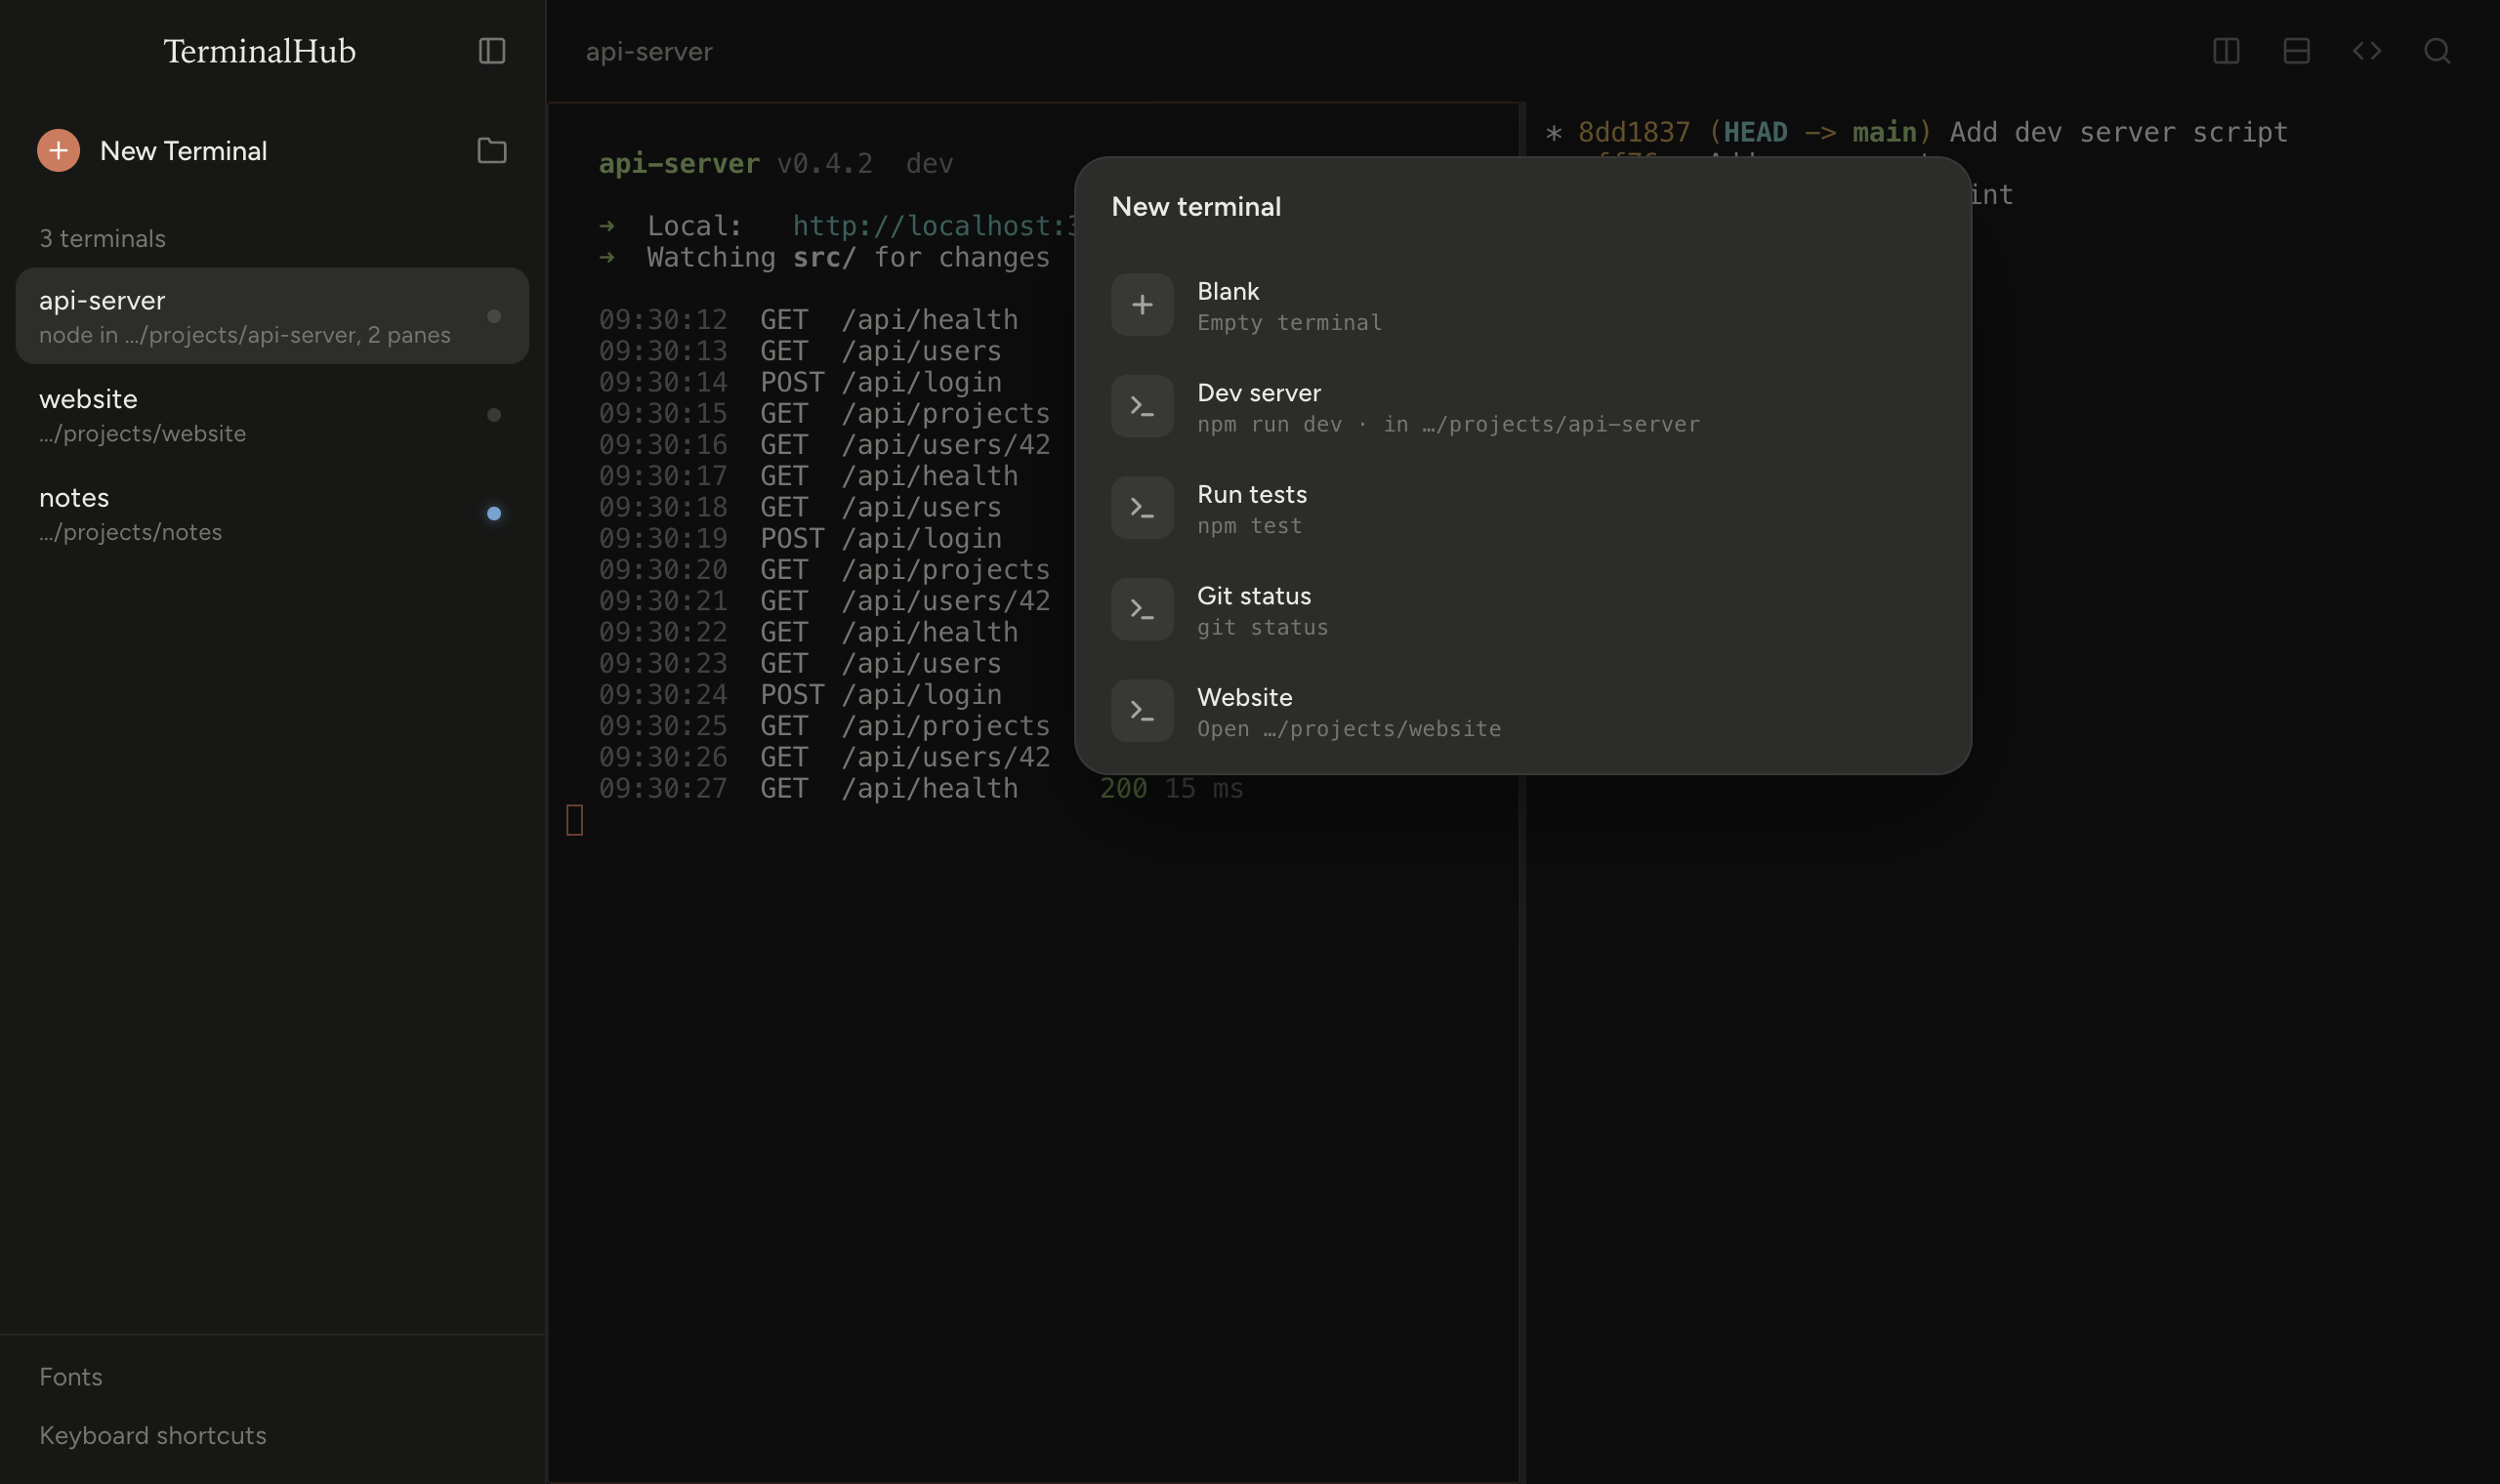 TerminalHub
New Terminal
3 terminals
api-server
node in .../projects/api-server, 2 panes
website
.../projects/website
notes
.../projects/notes
Fonts
Keyboard shortcuts
api-server
api-server v0.4.2 dev
➜ Local: http://localhost:
➜ Watching src/ for changes
09:30:12 GET /api/health
09:30:13 GET /api/users
09:30:14 POST /api/login
09:30:15 GET /api/projects
09:30:16 GET /api/users/42
09:30:17 GET /api/health
09:30:18 GET /api/users
09:30:19 POST /api/login
09:30:20 GET /api/projects
09:30:21 GET /api/users/42
09:30:22 GET /api/health
09:30:23 GET /api/users
09:30:24 POST /api/login
09:30:25 GET /api/projects
09:30:26 GET /api/users/42
09:30:27 GET /api/health 200 15 ms
* 8dd1837 (HEAD -> main) Add dev server script
int
New terminal
Blank
Empty terminal
Dev server
npm run dev · in …/projects/api-server
Run tests
npm test
Git status
git status
Website
Open …/projects/website